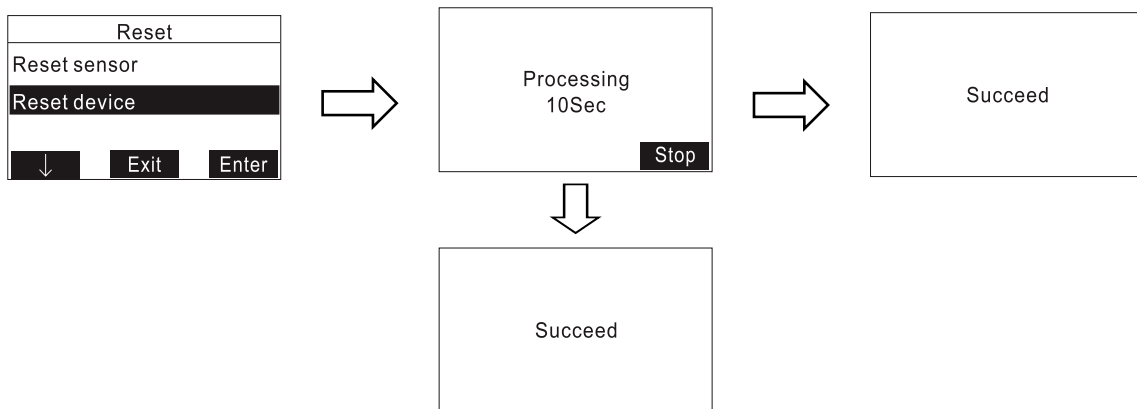 Reset
Reset sensor
Reset device
↓ Exit Enter
Processing
10Sec
Stop
Succeed
Succeed